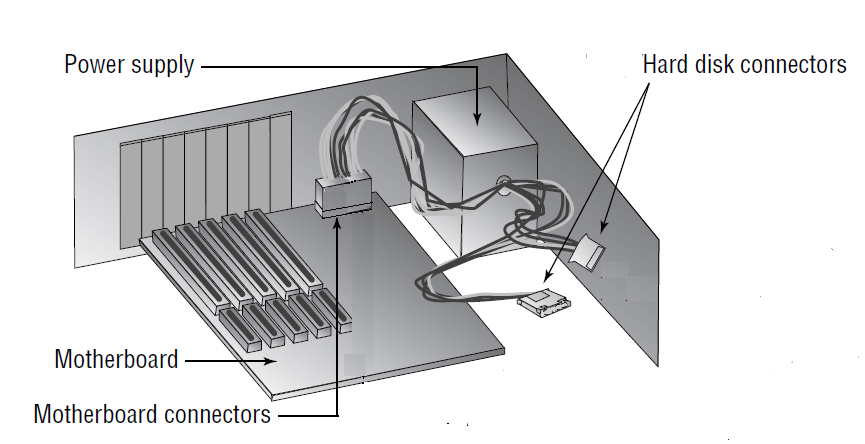 Power supply
Hard disk connectors
Motherboard
Motherboard connectors